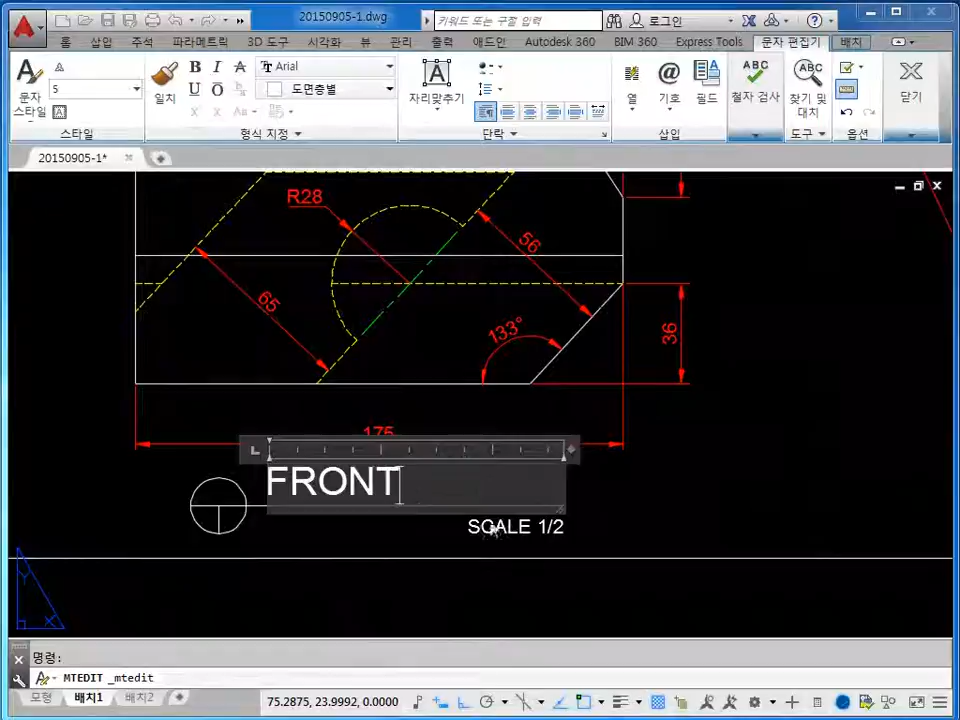 20150905-1.dwg
키워드 또는 구절 입력
로그인
홈 삽입 주석 파라메트릭 3D 도구 시각화 뷰 관리 출력 애드인 Autodesk 360 BIM 360 Express Tools 문자 편집기 배치
A
A
문자
스타일
5
A
스타일
일치
B I A
U O
Arial
도면층별
형식 지정
A
자리맞추기
단락
열
@
기호
필드
삽입
ABC
철자 검사
ABC
찾기 및
대치
도구
옵션
닫기
20150905-1*
R28
56
65
133°
36
175
FRONT
SCALE 1/2
Y
X
명령:
MTEDIT _mtedit
모형 배치1 배치2
75.2875, 23.9992, 0.0000